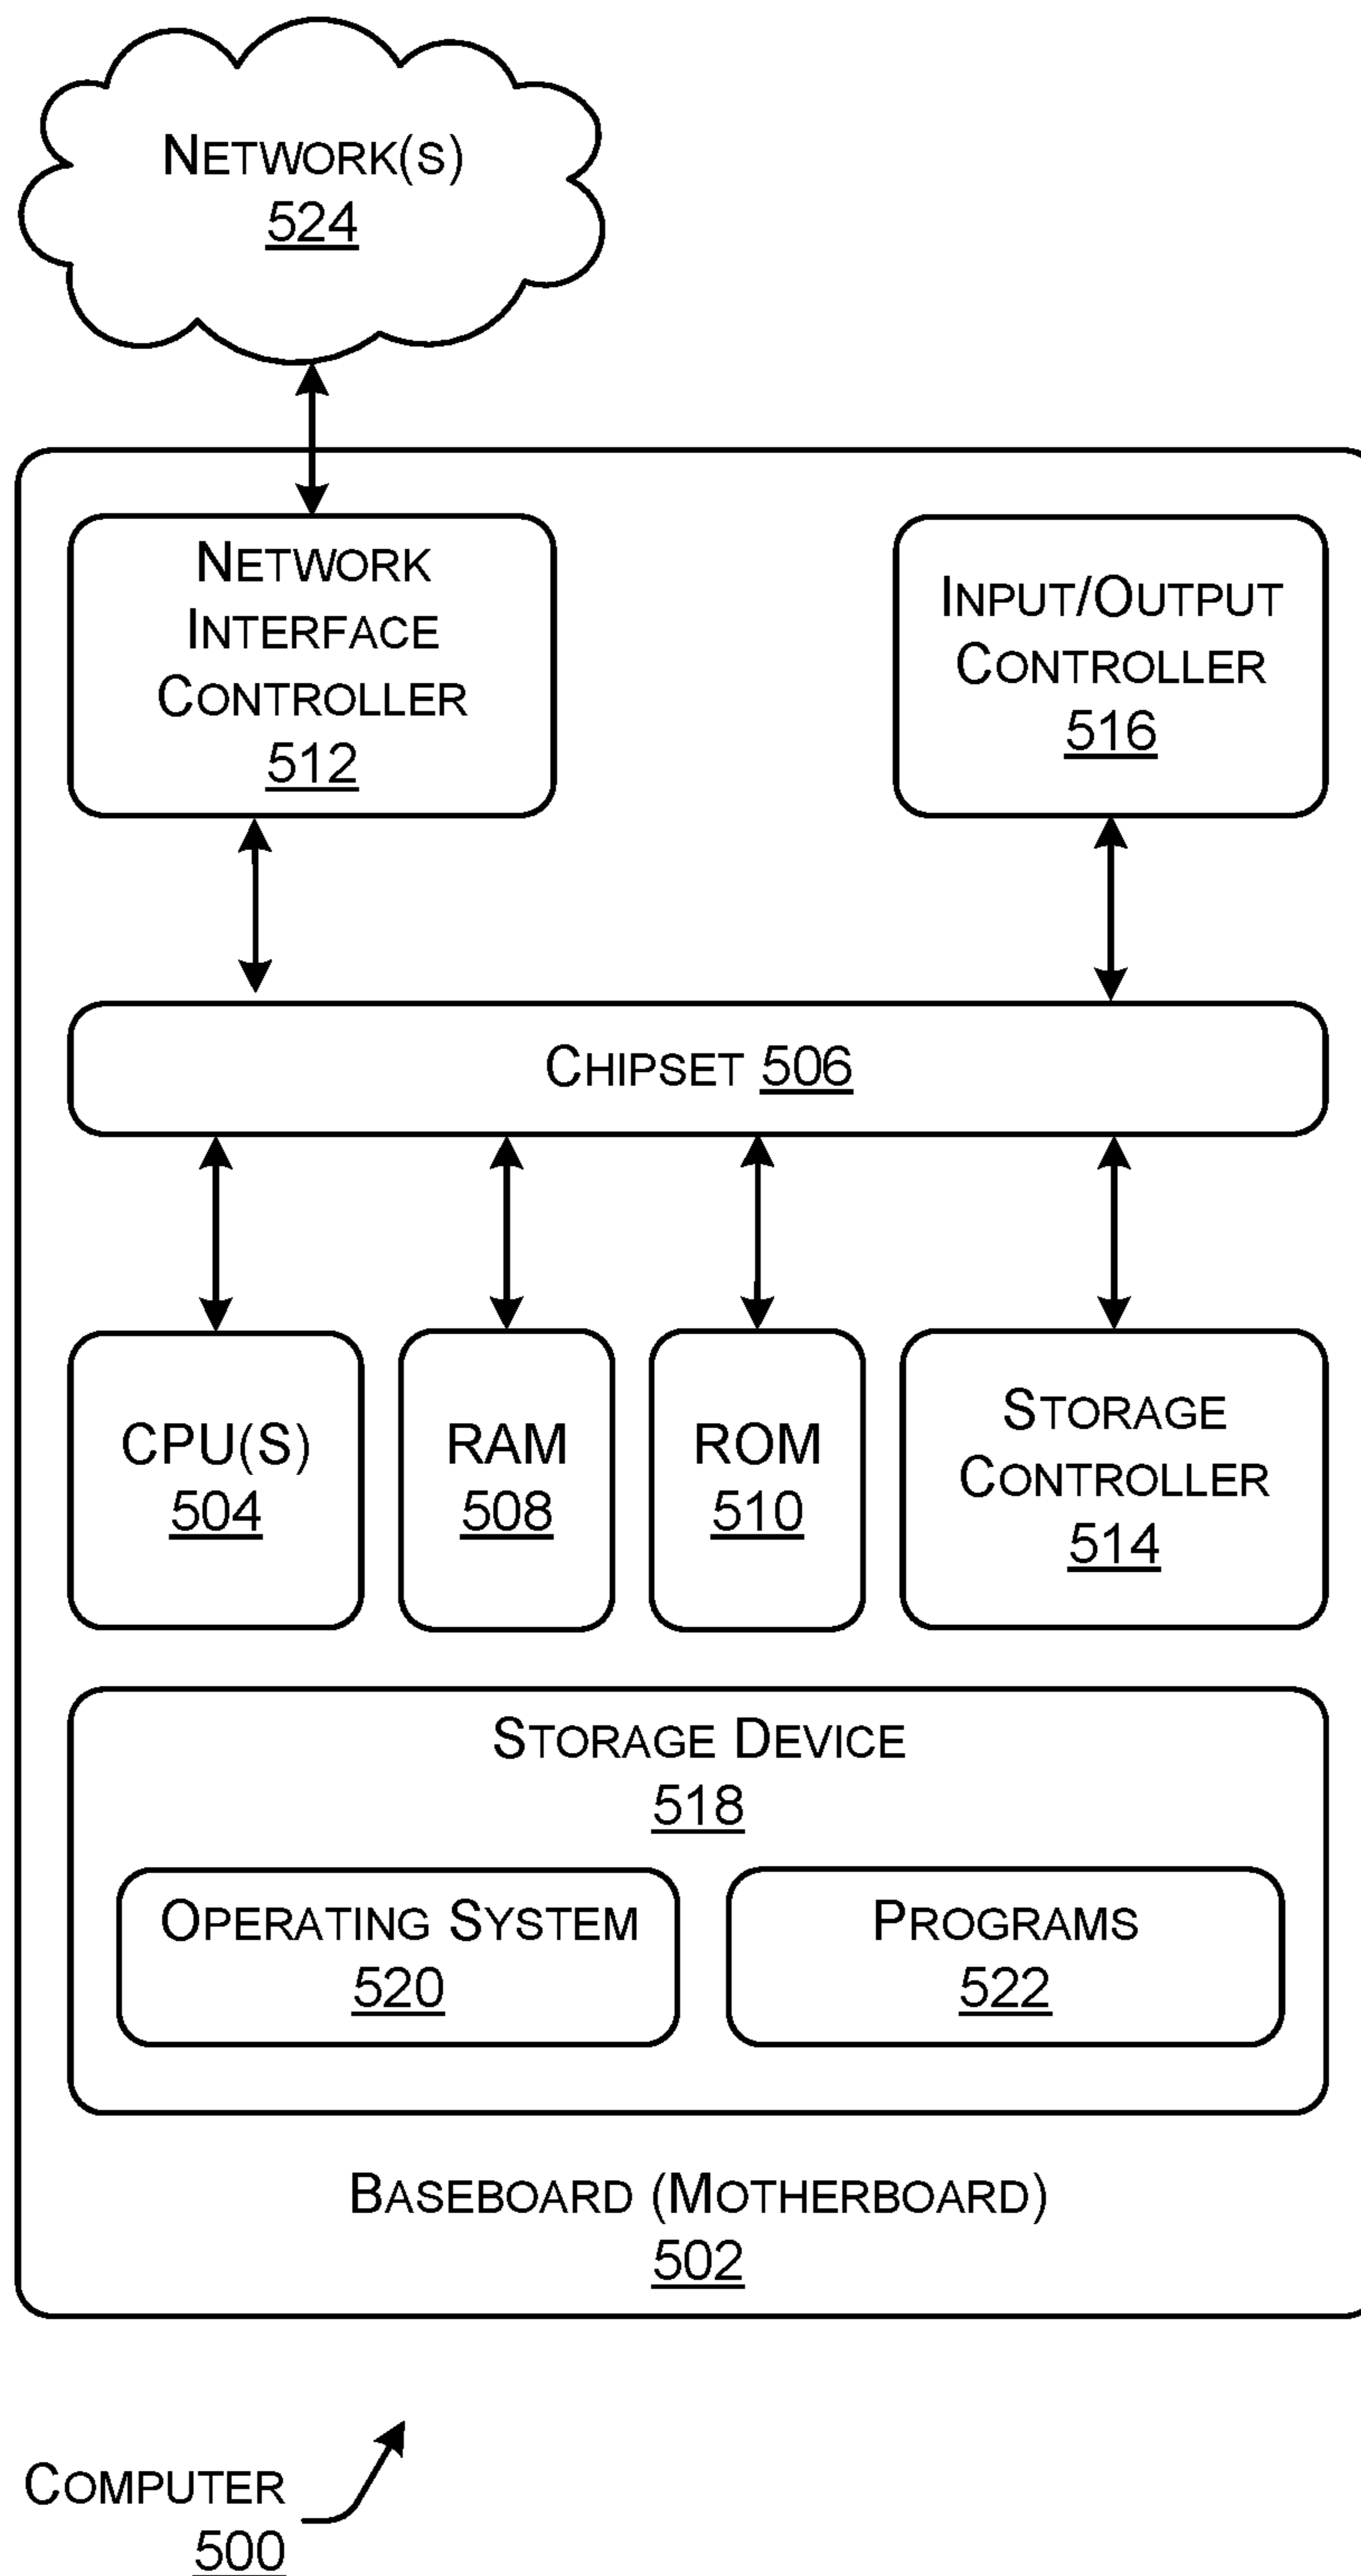 NETWORK(S)
524
NETWORK
INTERFACE
CONTROLLER
512
INPUT/OUTPUT
CONTROLLER
516
CHIPSET 506
CPU(S)
504
RAM
508
ROM
510
STORAGE
CONTROLLER
514
STORAGE DEVICE
518
OPERATING SYSTEM
520
PROGRAMS
522
BASEBOARD (MOTHERBOARD)
502
COMPUTER
500